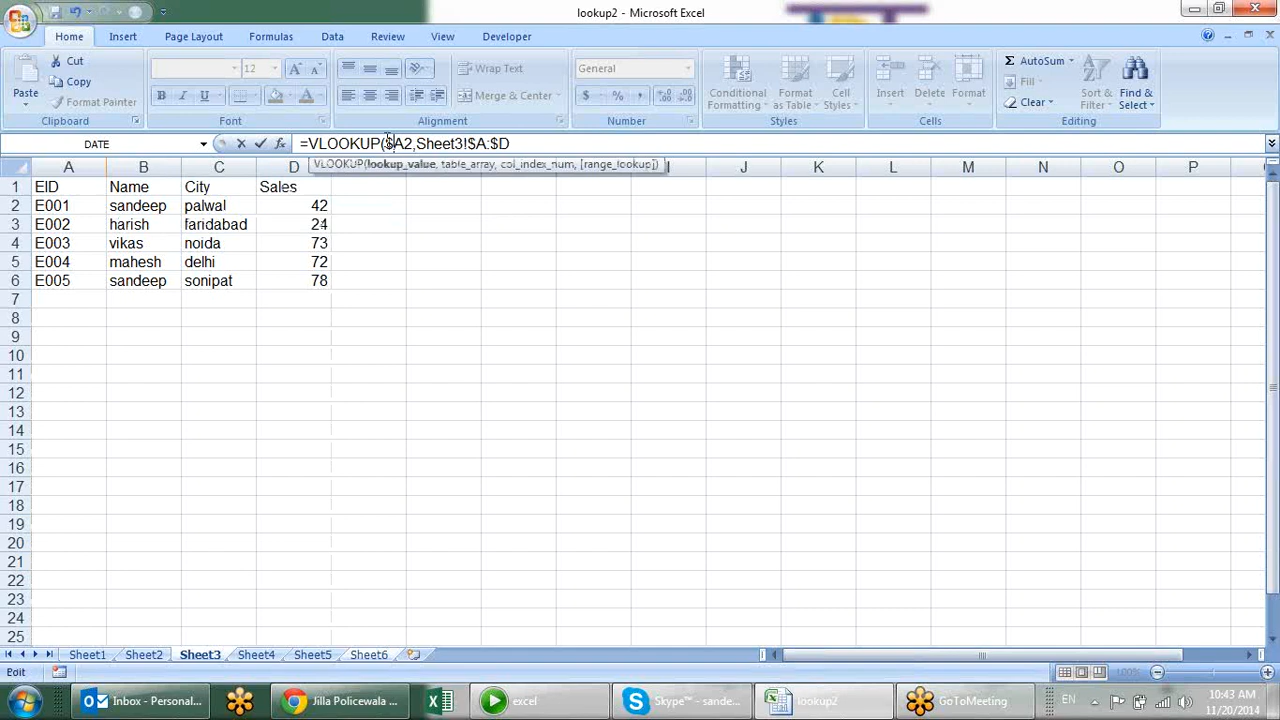 lookup2 - Microsoft Excel
Home Insert Page Layout Formulas Data Review View Developer
Paste Cut Copy Format Painter Clipboard
12 A A B I U A Font
Wrap Text Merge & Center Alignment
General $ % , Number
Conditional Formatting Format as Table Cell Styles Styles
Insert Delete Format Cells
AutoSum Fill Clear Sort & Filter Find & Select Editing
DATE =VLOOKUP($A2,Sheet3!$A:$D
VLOOKUP(lookup_value, table_array, col_index_num, [range_lookup])
A B C D I J K L M N O P
1 EID Name City Sales
2 E001 sandeep palwal 42
3 E002 harish faridabad 24
4 E003 vikas noida 73
5 E004 mahesh delhi 72
6 E005 sandeep sonipat 78
7
8
9
10
11
12
13
14
15
16
17
18
19
20
21
22
23
24
25
Sheet1 Sheet2 Sheet3 Sheet4 Sheet5 Sheet6
Edit 100%
Inbox - Personal... Jilla Policewala ... excel Skype™ - sande... lookup2 GoToMeeting EN 10:43 AM
11/20/2014